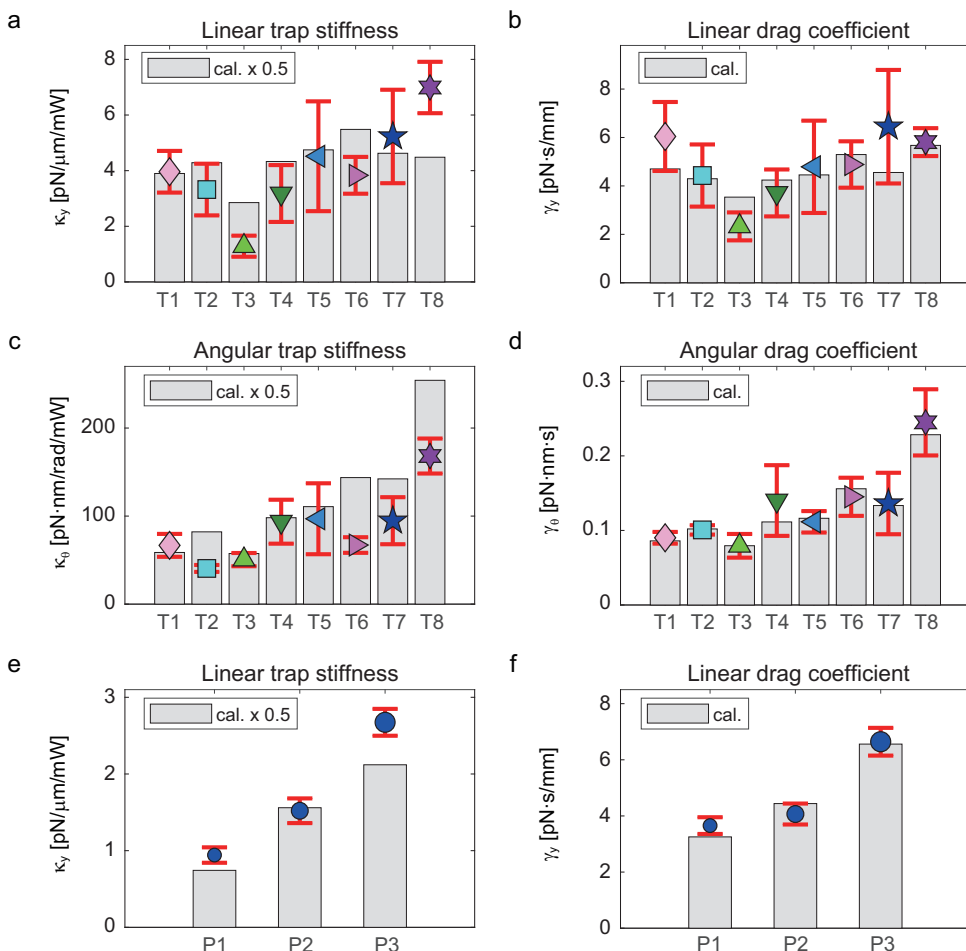 a
Linear trap stiffness
cal. x 0.5
κy [pN/μm/mW]
8
6
4
2
0
T1 T2 T3 T4 T5 T6 T7 T8
b
Linear drag coefficient
cal.
γy [pN·s/mm]
8
6
4
2
0
T1 T2 T3 T4 T5 T6 T7 T8
c
Angular trap stiffness
cal. x 0.5
κθ [pN·nm/rad/mW]
200
100
0
T1 T2 T3 T4 T5 T6 T7 T8
d
Angular drag coefficient
cal.
γθ [pN·nm·s]
0.3
0.2
0.1
0
T1 T2 T3 T4 T5 T6 T7 T8
e
Linear trap stiffness
cal. x 0.5
κy [pN/μm/mW]
3
2
1
0
P1 P2 P3
f
Linear drag coefficient
cal.
γy [pN·s/mm]
8
6
4
2
0
P1 P2 P3